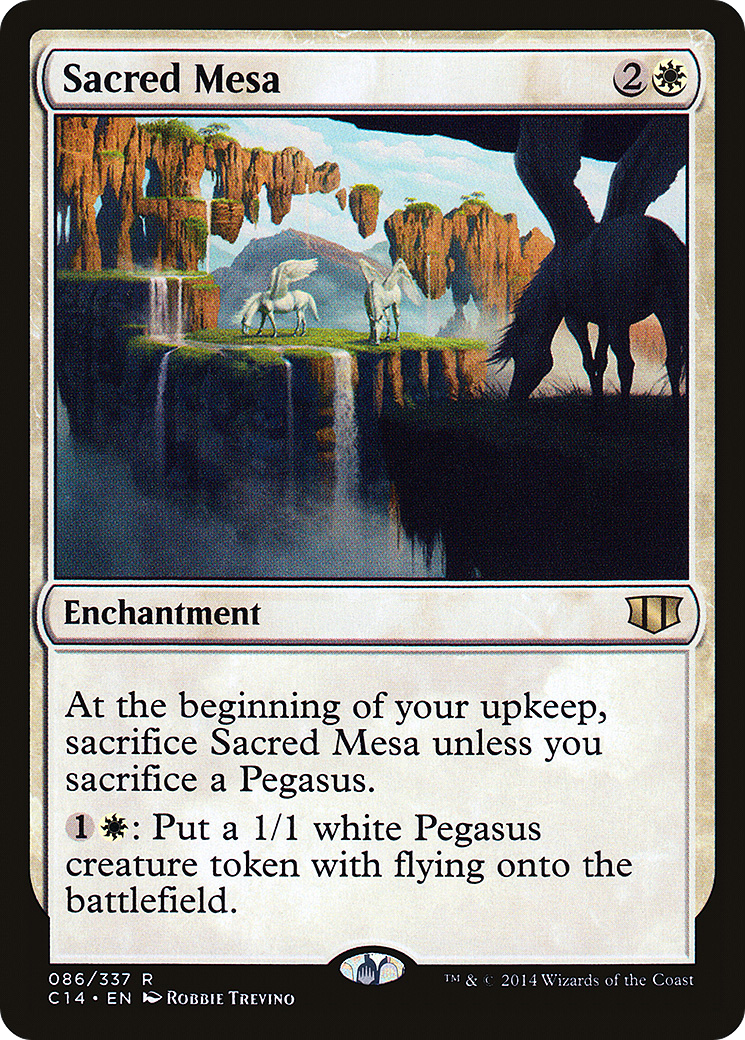 Sacred Mesa 2
Enchantment
At the beginning of your upkeep,
sacrifice Sacred Mesa unless you
sacrifice a Pegasus.
1 : Put a 1/1 white Pegasus
creature token with flying onto the
battlefield.
086/337 R
C14 • EN Robbie Trevino
™ & © 2014 Wizards of the Coast